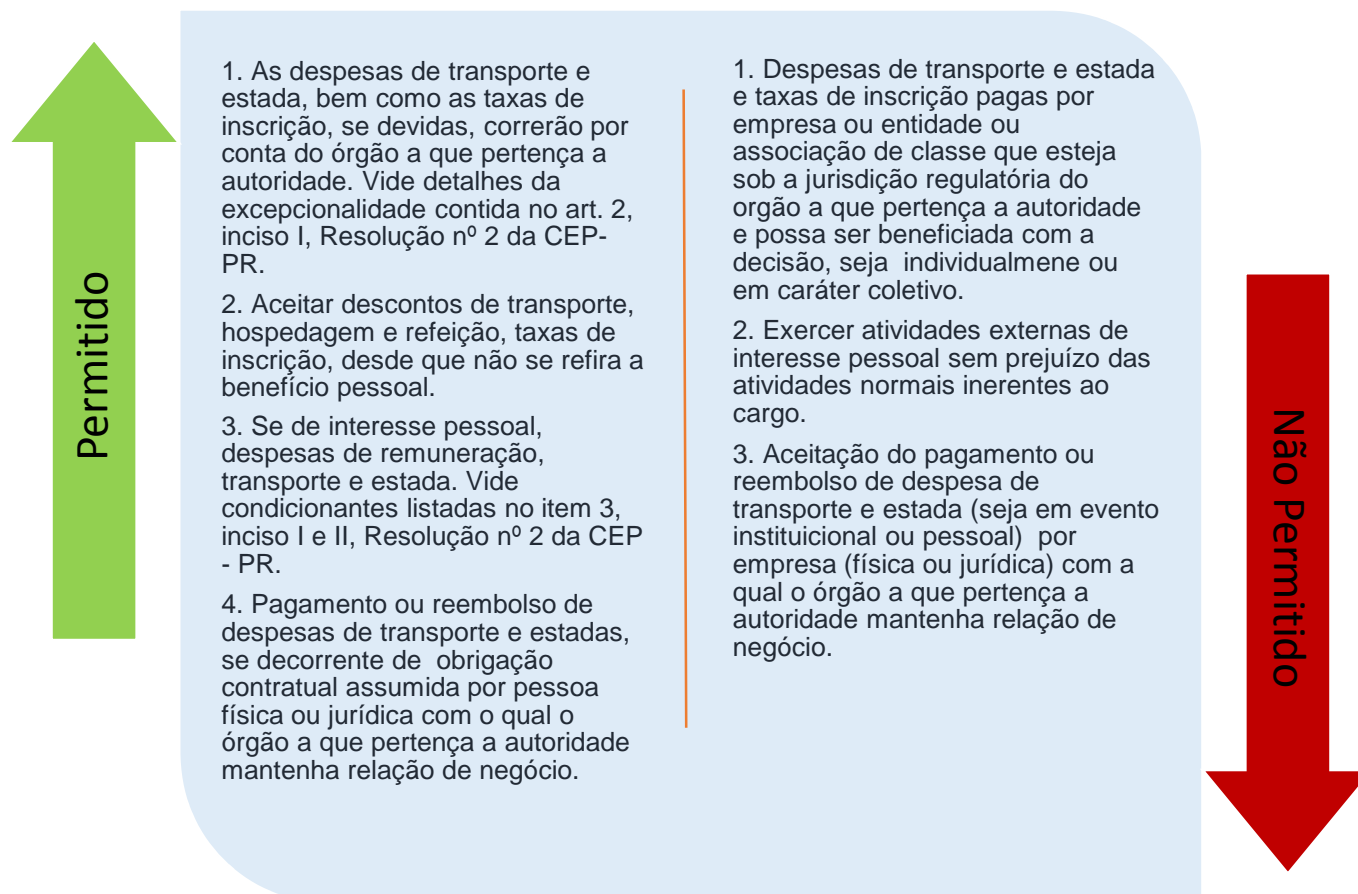 Permitido
1. As despesas de transporte e
estada, bem como as taxas de
inscrição, se devidas, correrão por
conta do órgão a que pertença a
autoridade. Vide detalhes da
excepcionalidade contida no art. 2,
inciso I, Resolução nº 2 da CEP-
PR.
2. Aceitar descontos de transporte,
hospedagem e refeição, taxas de
inscrição, desde que não se refira a
benefício pessoal.
3. Se de interesse pessoal,
despesas de remuneração,
transporte e estada. Vide
condicionantes listadas no item 3,
inciso I e II, Resolução nº 2 da CEP
- PR.
4. Pagamento ou reembolso de
despesas de transporte e estadas,
se decorrente de  obrigação
contratual assumida por pessoa
física ou jurídica com o qual o
órgão a que pertença a autoridade
mantenha relação de negócio.
1. Despesas de transporte e estada
e taxas de inscrição pagas por
empresa ou entidade ou
associação de classe que esteja
sob a jurisdição regulatória do
orgão a que pertença a autoridade
e possa ser beneficiada com a
decisão, seja  individualmene ou
em caráter coletivo.
2. Exercer atividades externas de
interesse pessoal sem prejuízo das
atividades normais inerentes ao
cargo.
3. Aceitação do pagamento ou
reembolso de despesa de
transporte e estada (seja em evento
instituicional ou pessoal)  por
empresa (física ou jurídica) com a
qual o órgão a que pertença a
autoridade mantenha relação de
negócio.
Não Permitido